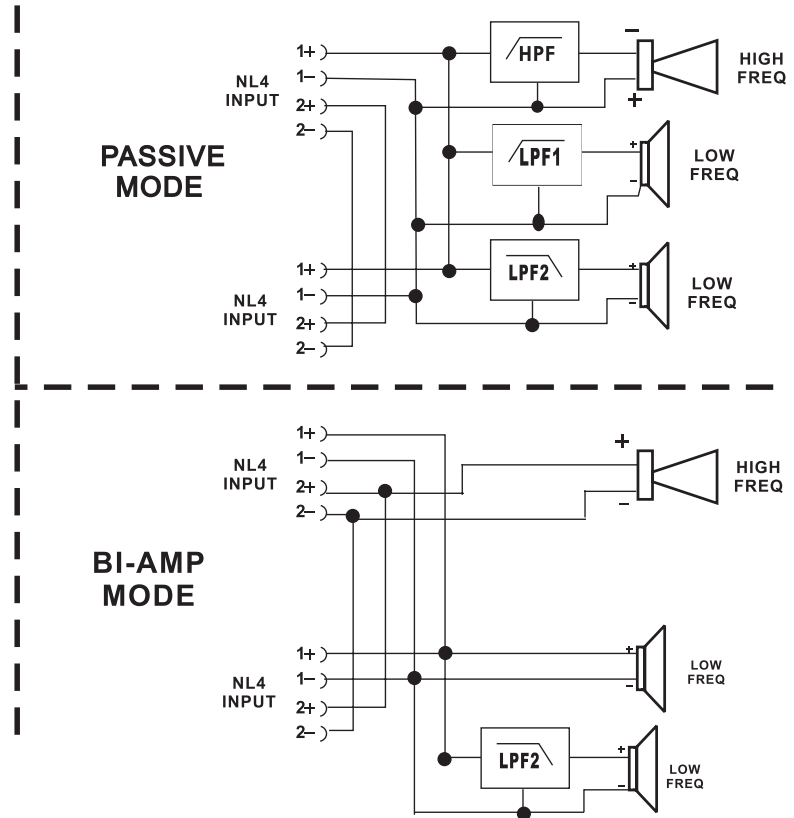 PASSIVE
MODE
NL4
INPUT
1+
1−
2+
2−
HPF
−
+
HIGH
FREQ
LPF1
+
−
LOW
FREQ
NL4
INPUT
1+
1−
2+
2−
LPF2
+
−
LOW
FREQ
BI-AMP
MODE
NL4
INPUT
1+
1−
2+
2−
+
−
HIGH
FREQ
NL4
INPUT
1+
1−
2+
2−
+
−
LOW
FREQ
LPF2
+
−
LOW
FREQ